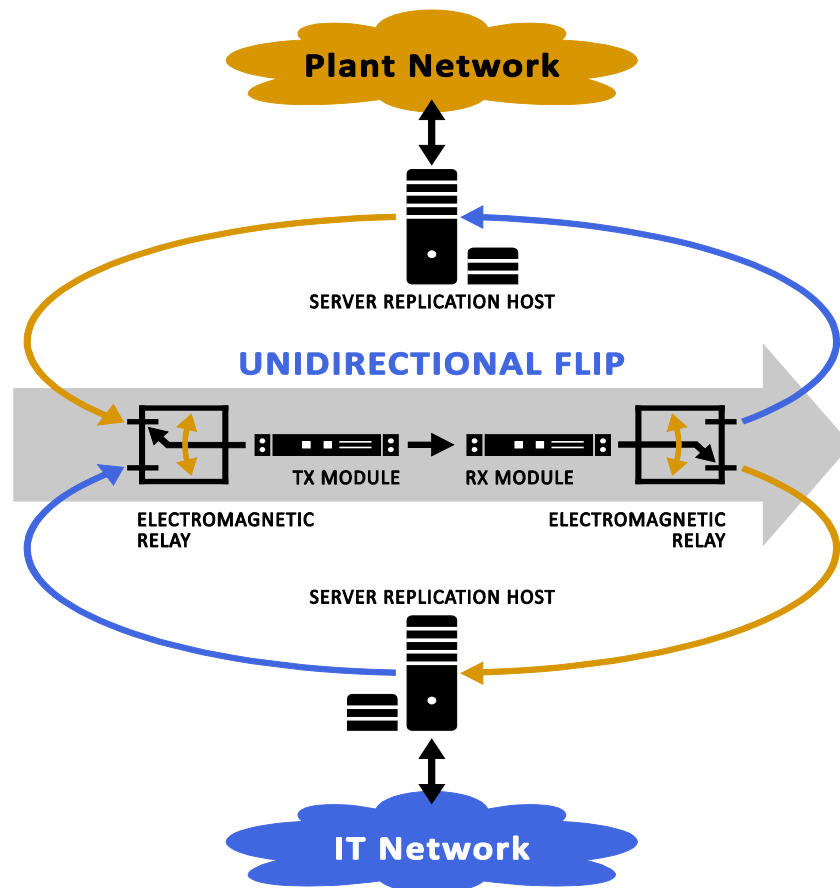 Plant Network
SERVER REPLICATION HOST
UNIDIRECTIONAL FLIP
TX MODULE
RX MODULE
ELECTROMAGNETIC
RELAY
ELECTROMAGNETIC
RELAY
SERVER REPLICATION HOST
IT Network